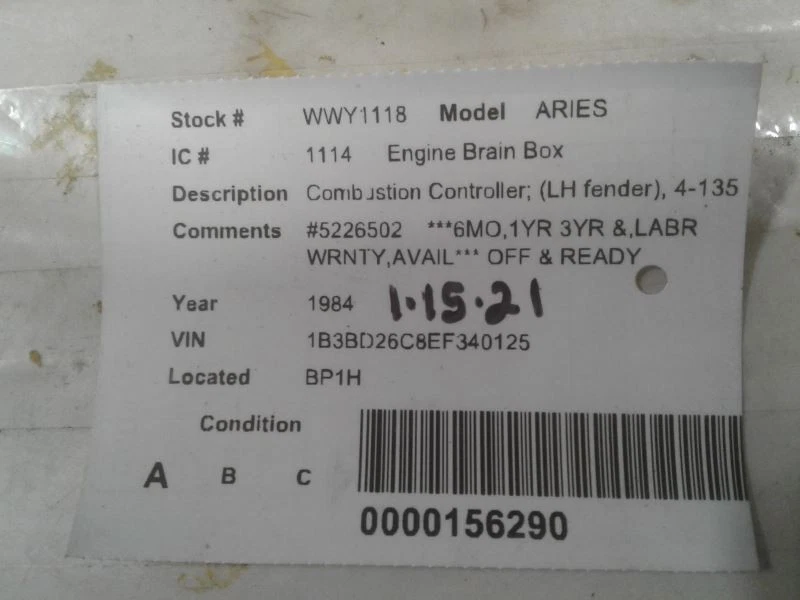 Stock # WWY1118 Model ARIES
IC # 1114 Engine Brain Box
Description Combustion Controller; (LH fender), 4-135
Comments #5226502 ***6MO,1YR 3YR &,LABR
WRNTY,AVAIL*** OFF & READY
Year 1984 1.15.21
VIN 1B3BD26C8EF340125
Located BP1H
Condition
A B C
0000156290